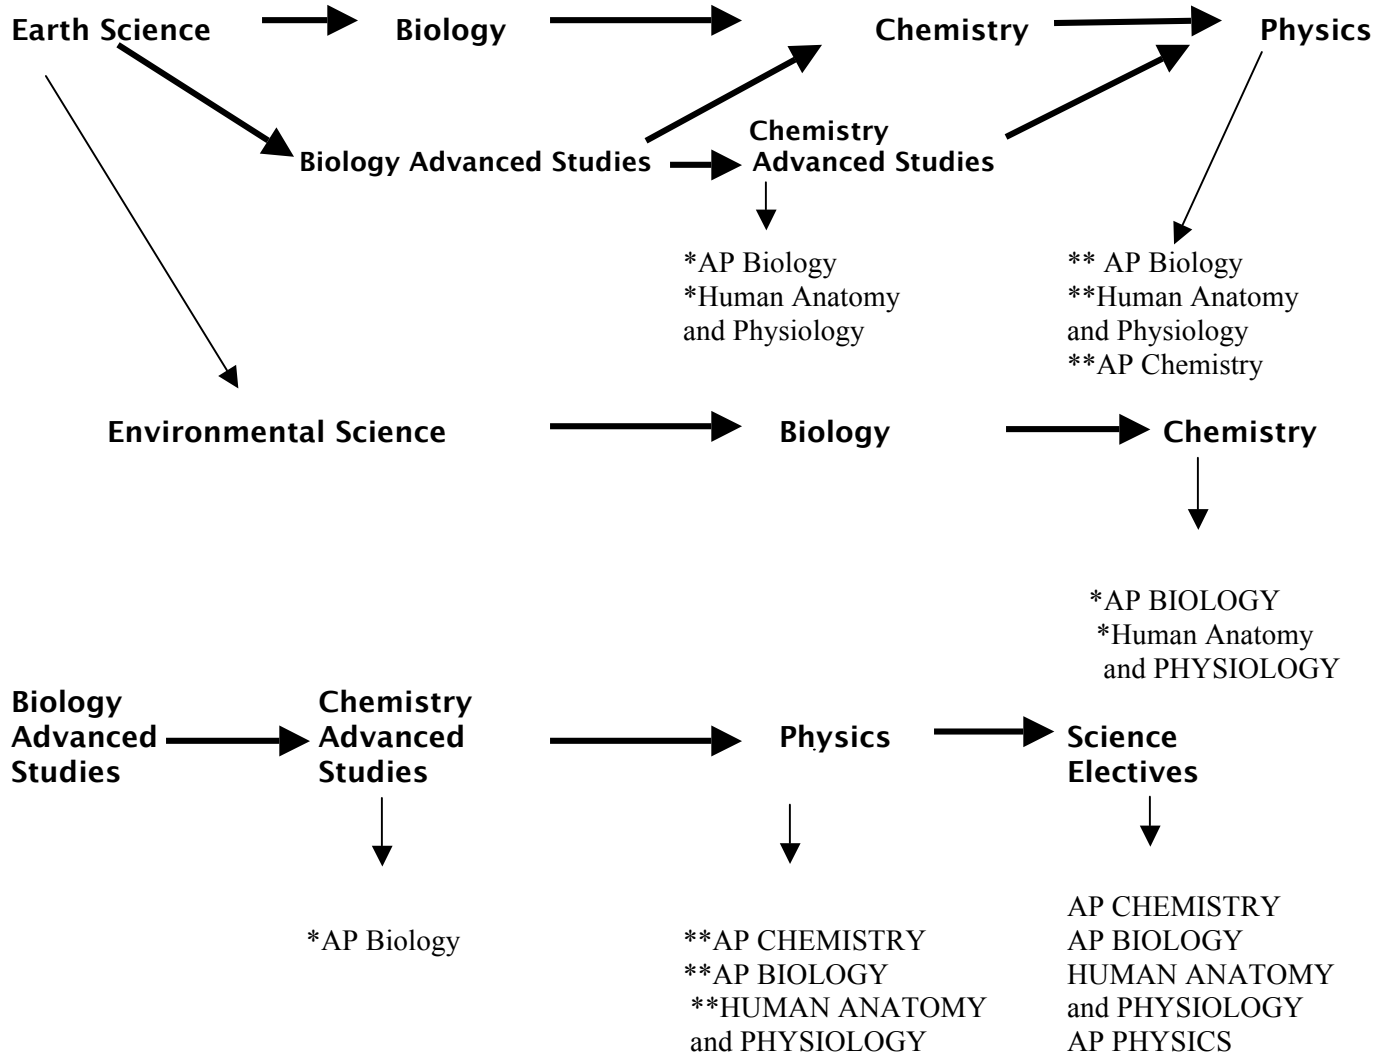 Earth Science
Biology
Chemistry
Physics
Biology Advanced Studies
Chemistry
Advanced Studies
*AP Biology
*Human Anatomy
and Physiology
** AP Biology
**Human Anatomy
and Physiology
**AP Chemistry
Environmental Science
Biology
Chemistry
*AP BIOLOGY
*Human Anatomy
and PHYSIOLOGY
Biology
Advanced
Studies
Chemistry
Advanced
Studies
Physics
Science
Electives
*AP Biology
**AP CHEMISTRY
**AP BIOLOGY
**HUMAN ANATOMY
and PHYSIOLOGY
AP CHEMISTRY
AP BIOLOGY
HUMAN ANATOMY
and PHYSIOLOGY
AP PHYSICS